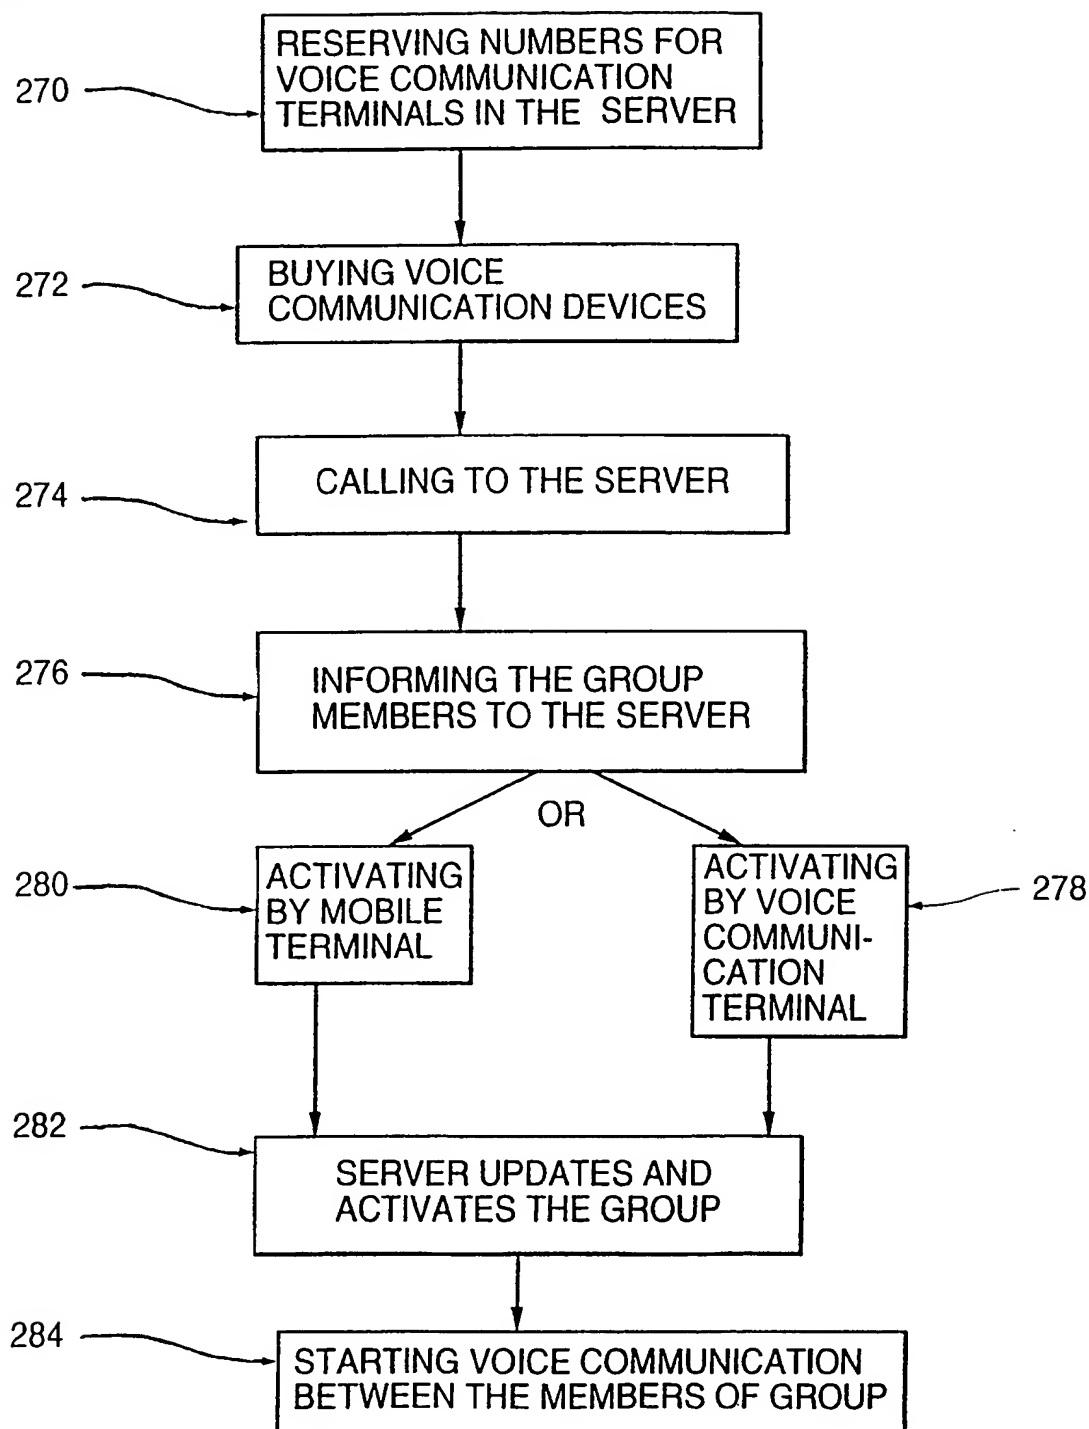 270
RESERVING NUMBERS FOR
VOICE COMMUNICATION
TERMINALS IN THE SERVER
272
BUYING VOICE
COMMUNICATION DEVICES
274
CALLING TO THE SERVER
276
INFORMING THE GROUP
MEMBERS TO THE SERVER
OR
280
ACTIVATING
BY MOBILE
TERMINAL
ACTIVATING
BY VOICE
COMMUNI-
CATION
TERMINAL
278
282
SERVER UPDATES AND
ACTIVATES THE GROUP
284
STARTING VOICE COMMUNICATION
BETWEEN THE MEMBERS OF GROUP